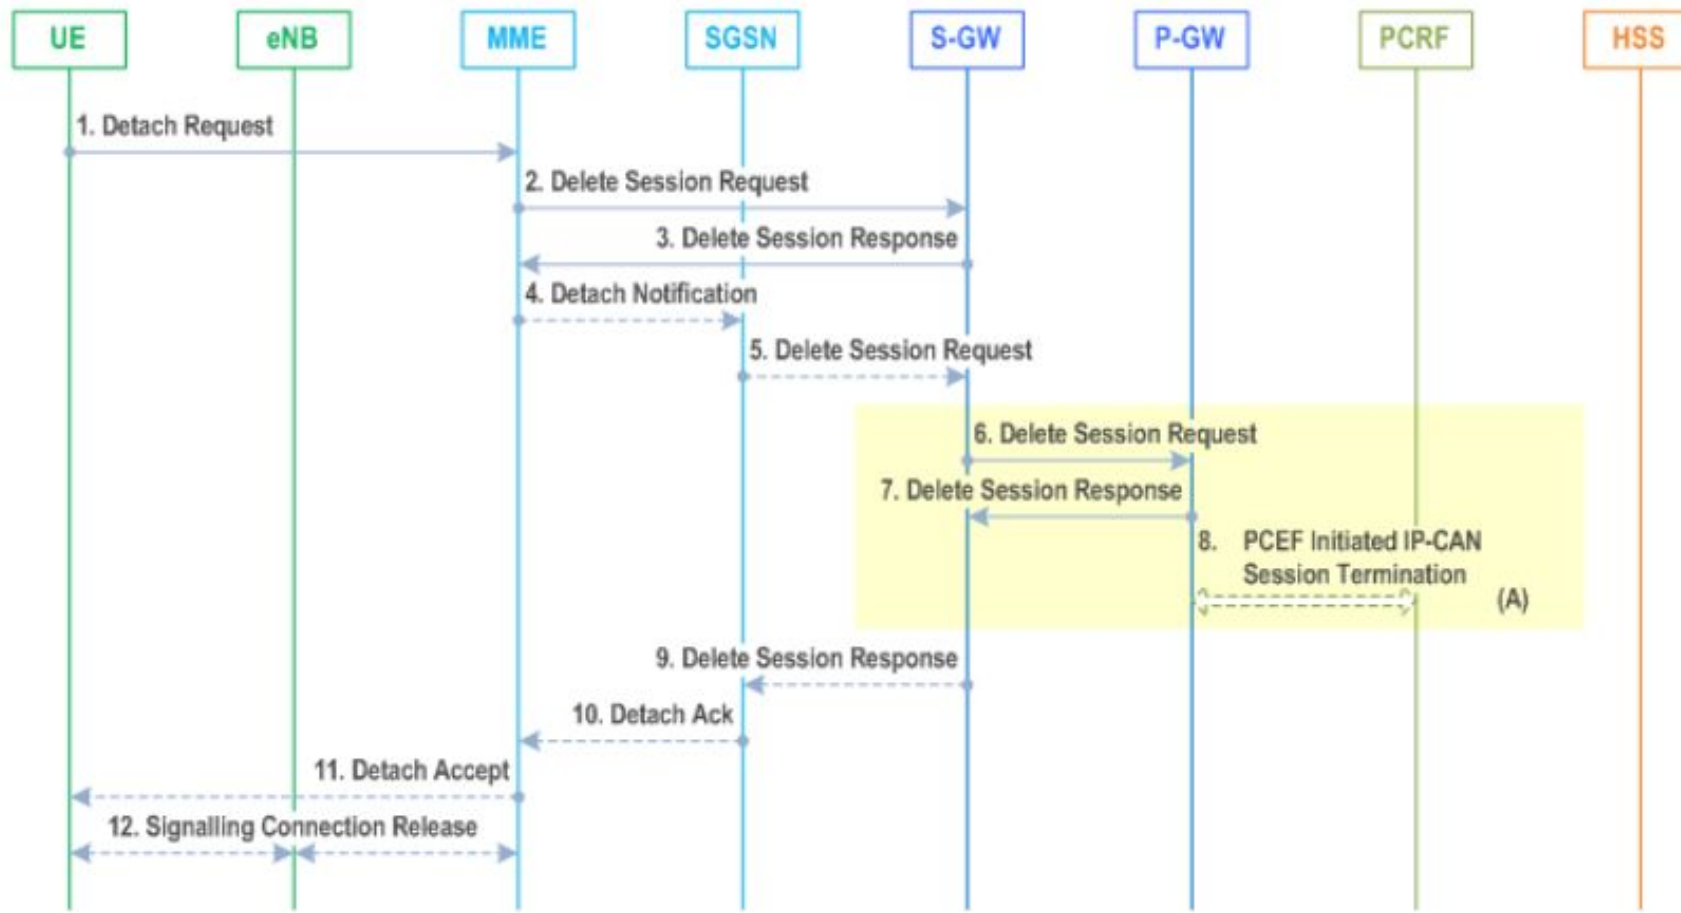 UE
eNB
MME
SGSN
S-GW
P-GW
PCRF
HSS
1. Detach Request
2. Delete Session Request
3. Delete Session Response
4. Detach Notification
5. Delete Session Request
6. Delete Session Request
7. Delete Session Response
8. PCEF Initiated IP-CAN
Session Termination
(A)
9. Delete Session Response
10. Detach Ack
11. Detach Accept
12. Signalling Connection Release